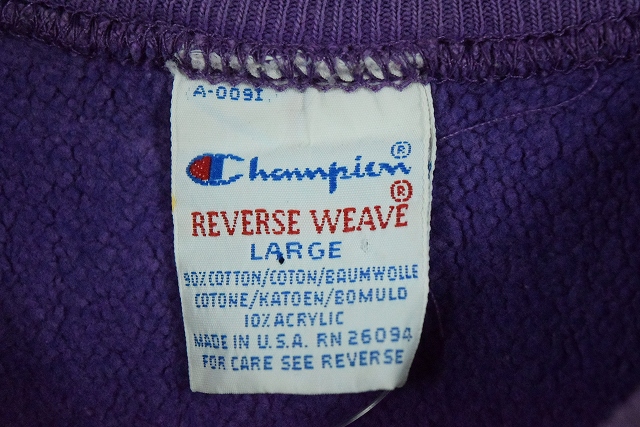 A-0091
Champion®
REVERSE WEAVE®
LARGE
90% COTTON/COTON/BAUMWOLLE
COTONE/KATOEN/BOMULD
10% ACRYLIC
MADE IN U.S.A. RN 26094
FOR CARE SEE REVERSE